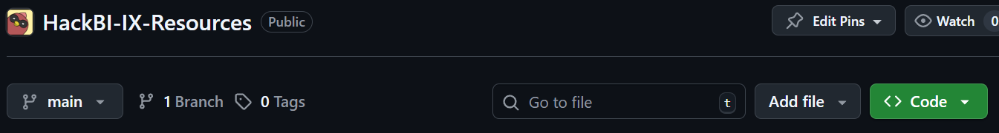 HackBI-IX-Resources Public Edit Pins Watch 0
main 1 Branch 0 Tags Go to file t Add file <> Code